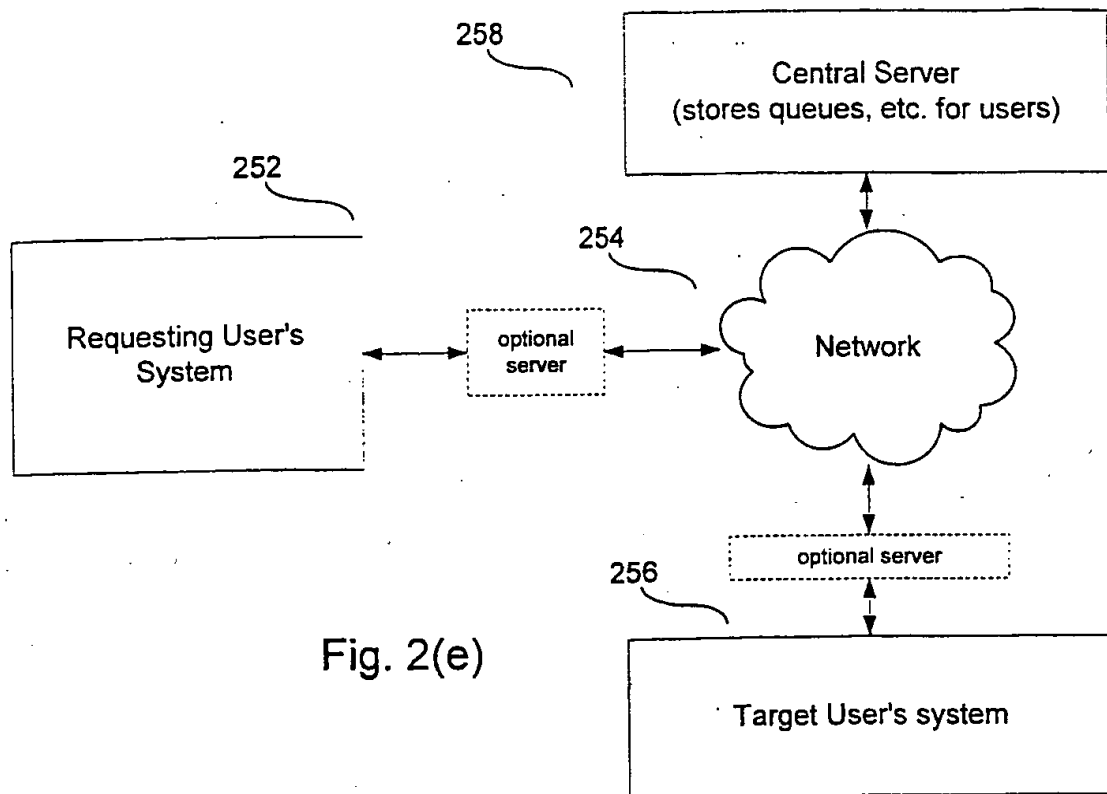 258
Central Server
(stores queues, etc. for users)
252
254
Requesting User's
System
optional
server
Network
optional server
256
Fig. 2(e)
Target User's system